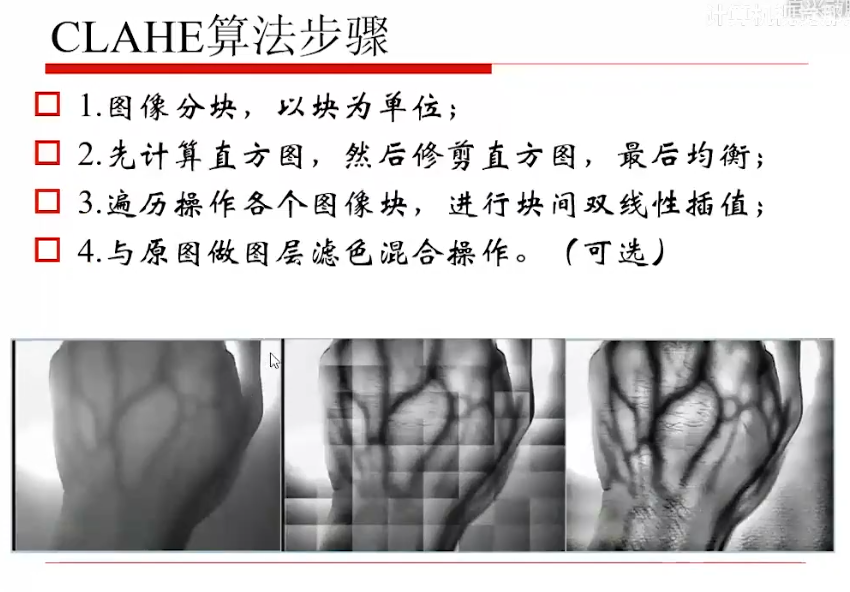 CLAHE算法步骤
1.图像分块，以块为单位；
2.先计算直方图，然后修剪直方图，最后均衡；
3.遍历操作各个图像块，进行块间双线性插值；
4.与原图做图层滤色混合操作。（可选）